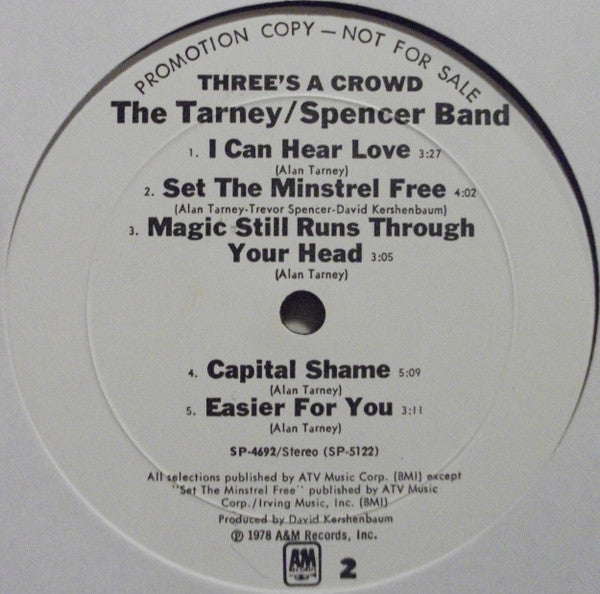 PROMOTION COPY — NOT FOR SALE
THREE'S A CROWD
The Tarney/Spencer Band
1. I Can Hear Love 3:27
(Alan Tarney)
2. Set The Minstrel Free 4:02
(Alan Tarney-Trevor Spencer-David Kershenbaum)
3. Magic Still Runs Through
Your Head 3:05
(Alan Tarney)
4. Capital Shame 5:09
(Alan Tarney)
5. Easier For You 3:11
(Alan Tarney)
SP-4692/Stereo (SP-5122)
All selections published by ATV Music Corp. (BMI) except
"Set The Minstrel Free" published by ATV Music
Corp./Irving Music, Inc. (BMI)
Produced by David Kershenbaum
℗ 1978 A&M Records, Inc.
AM 2
RECORDS